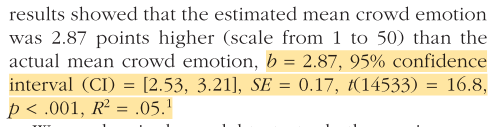 results showed that the estimated mean crowd emotion
was 2.87 points higher (scale from 1 to 50) than the
actual mean crowd emotion, b = 2.87, 95% confidence
interval (CI) = [2.53, 3.21], SE = 0.17, t(14533) = 16.8,
p < .001, R² = .05.¹